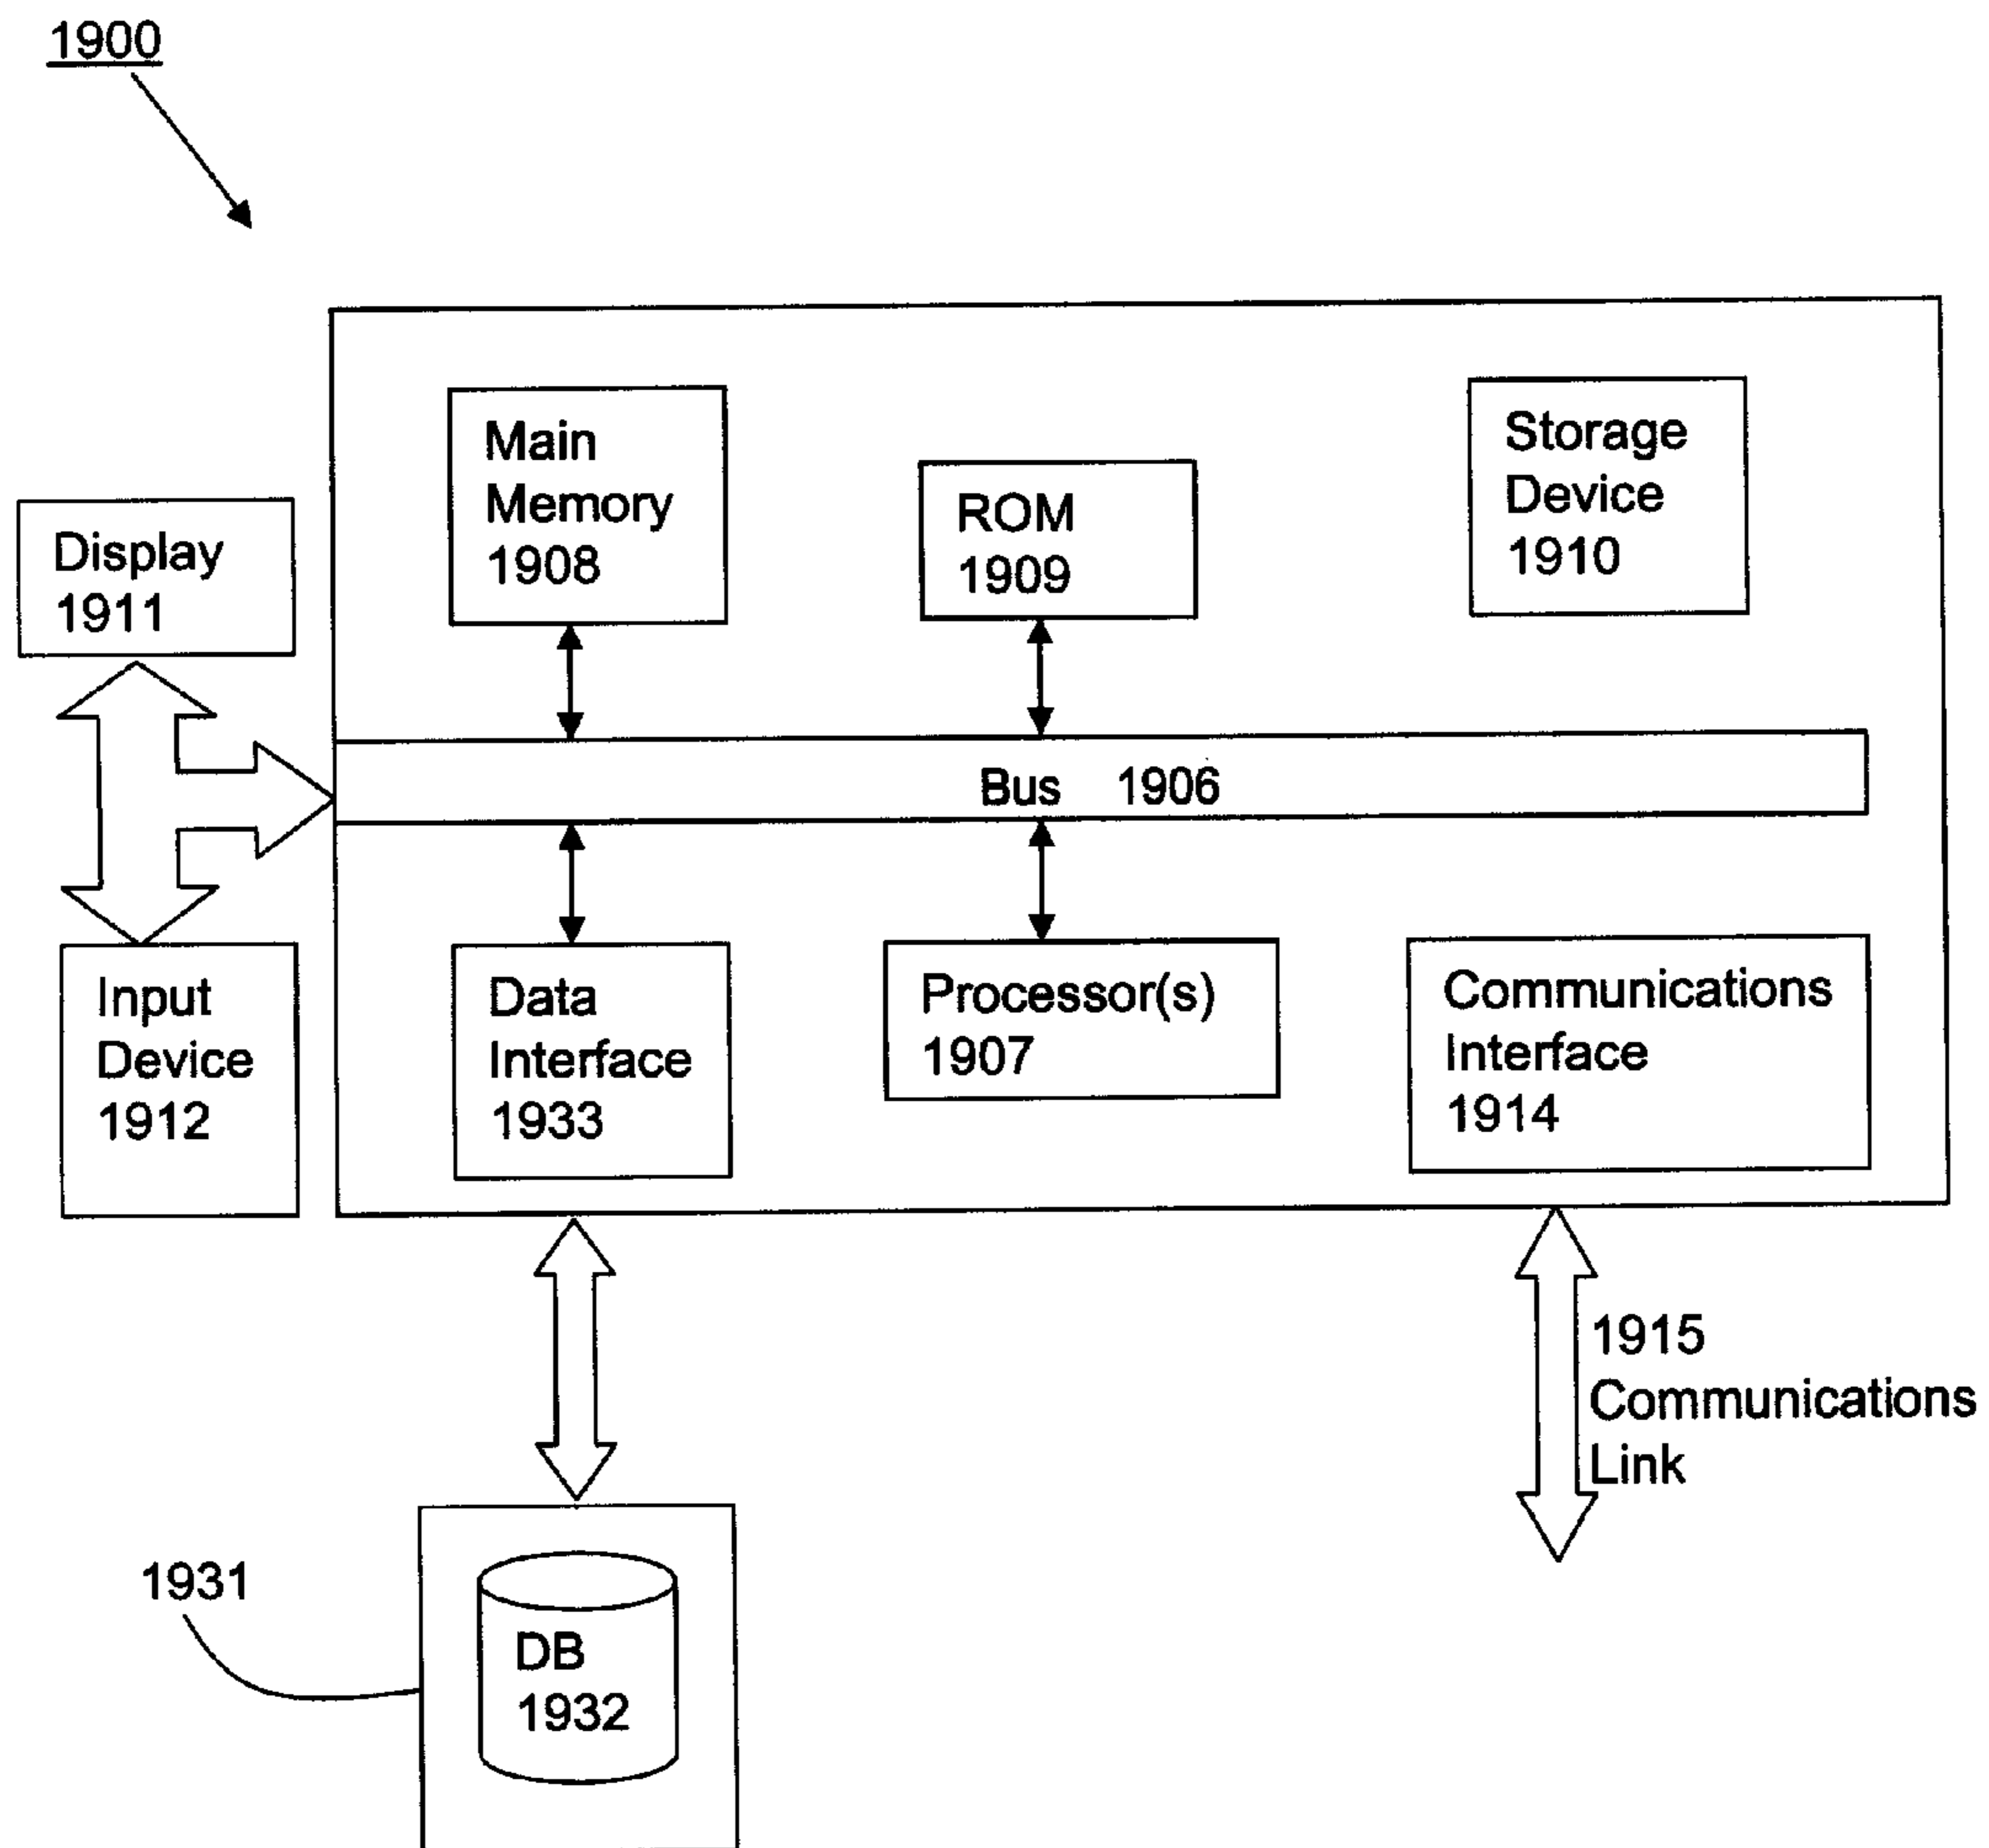 1900
Main
Memory
1908
ROM
1909
Storage
Device
1910
Display
1911
Bus 1906
Input
Device
1912
Data
Interface
1933
Processor(s)
1907
Communications
Interface
1914
1915
Communications
Link
1931
DB
1932